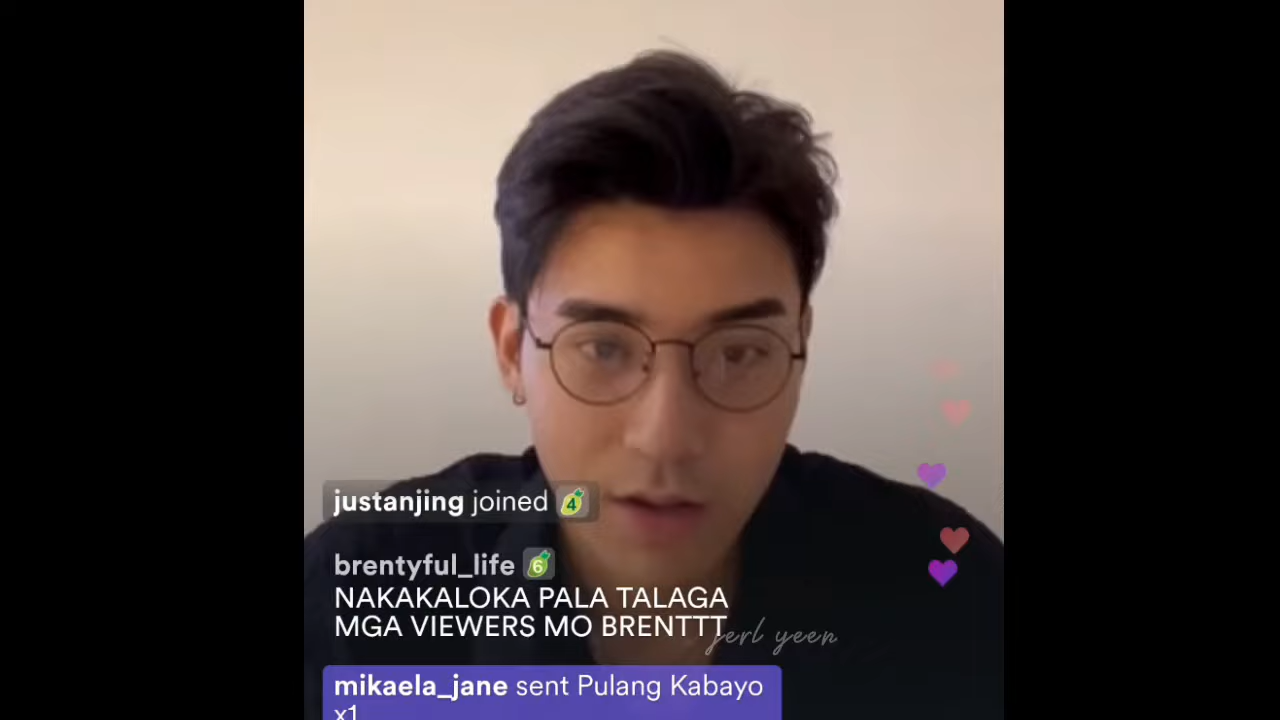 justanjing joined 4
brentyful_life 6
NAKAKALOKA PALA TALAGA
MGA VIEWERS MO BRENTTT
jerl yeen
mikaela_jane sent Pulang Kabayo
x1